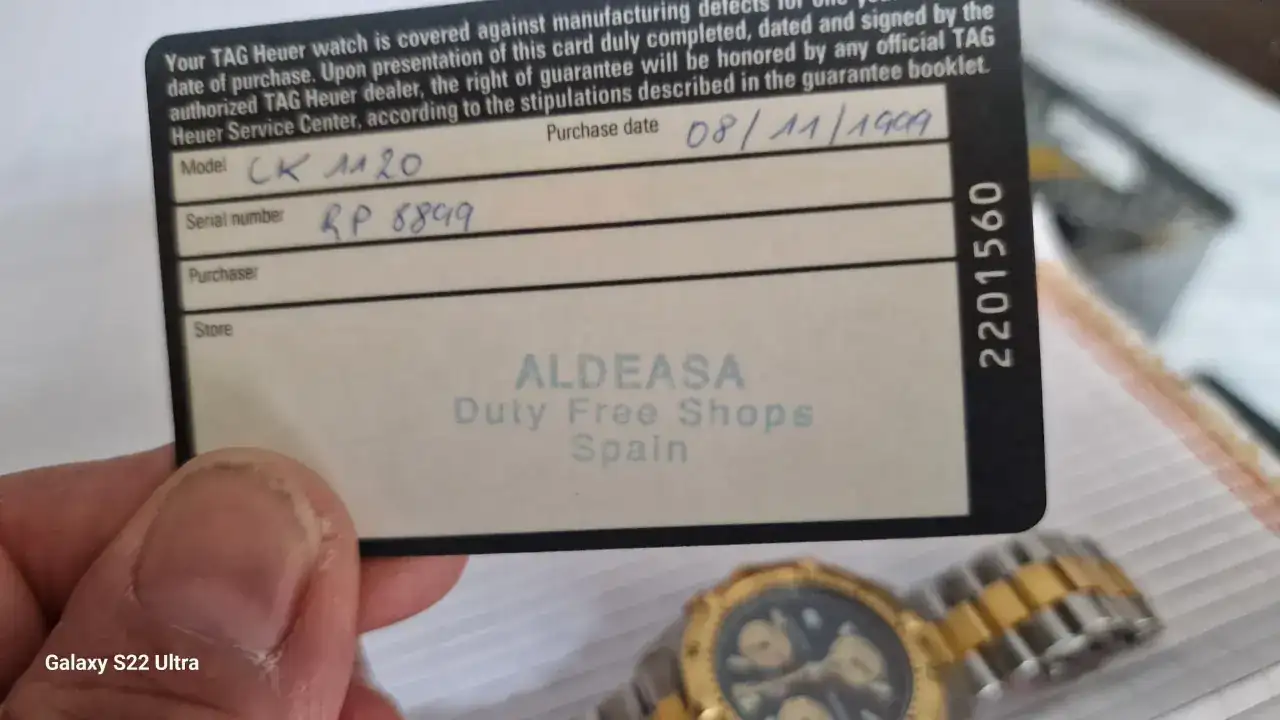 Your TAG Heuer watch is covered against manufacturing defects for one
date of purchase. Upon presentation of this card duly completed, dated and signed by the
authorized TAG Heuer dealer, the right of guarantee will be honored by any official TAG
Heuer Service Center, according to the stipulations described in the guarantee booklet.
Model CK 1120 Purchase date 08/11/1999
Serial number RP 8899
Purchaser
Store
ALDEASA
Duty Free Shops
Spain
2201560
Galaxy S22 Ultra